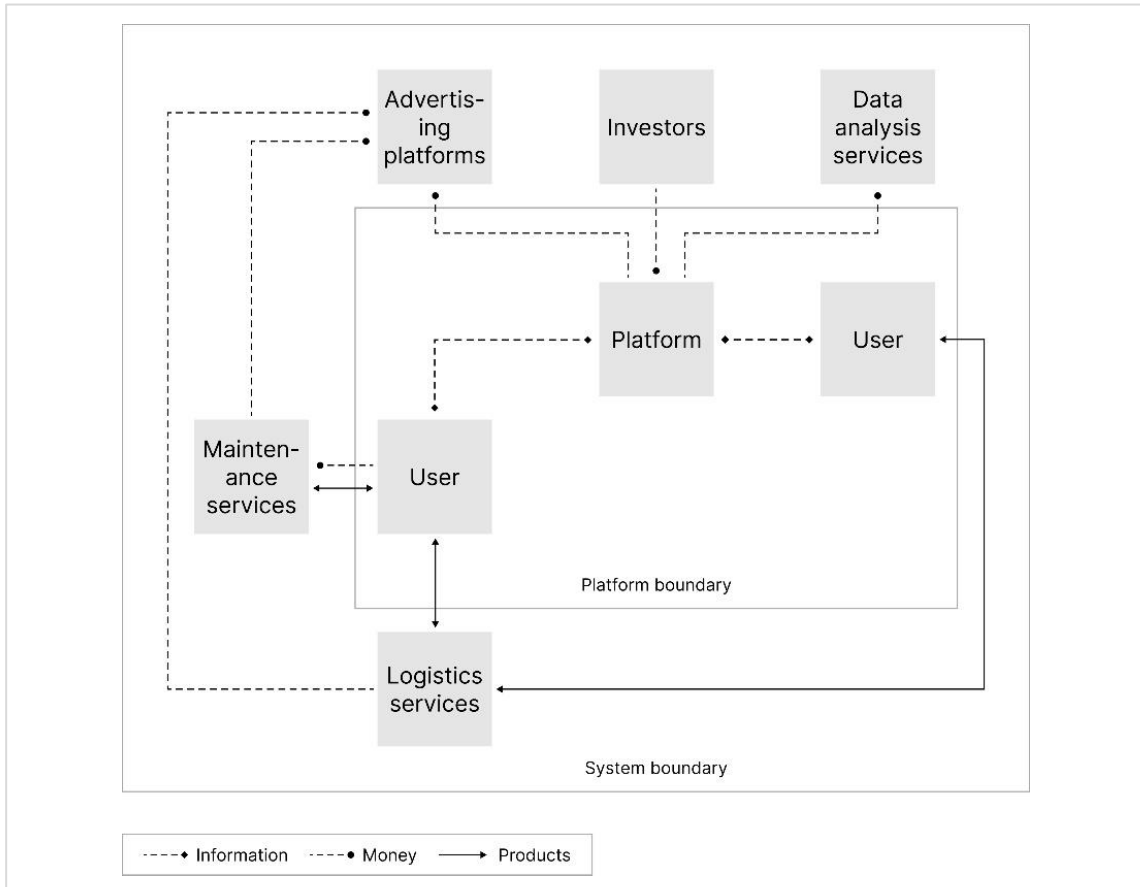 Advertis-
ing
platforms
Investors
Data
analysis
services
Platform
User
Mainten-
ance
services
User
Platform boundary
Logistics
services
System boundary
Information
Money
Products